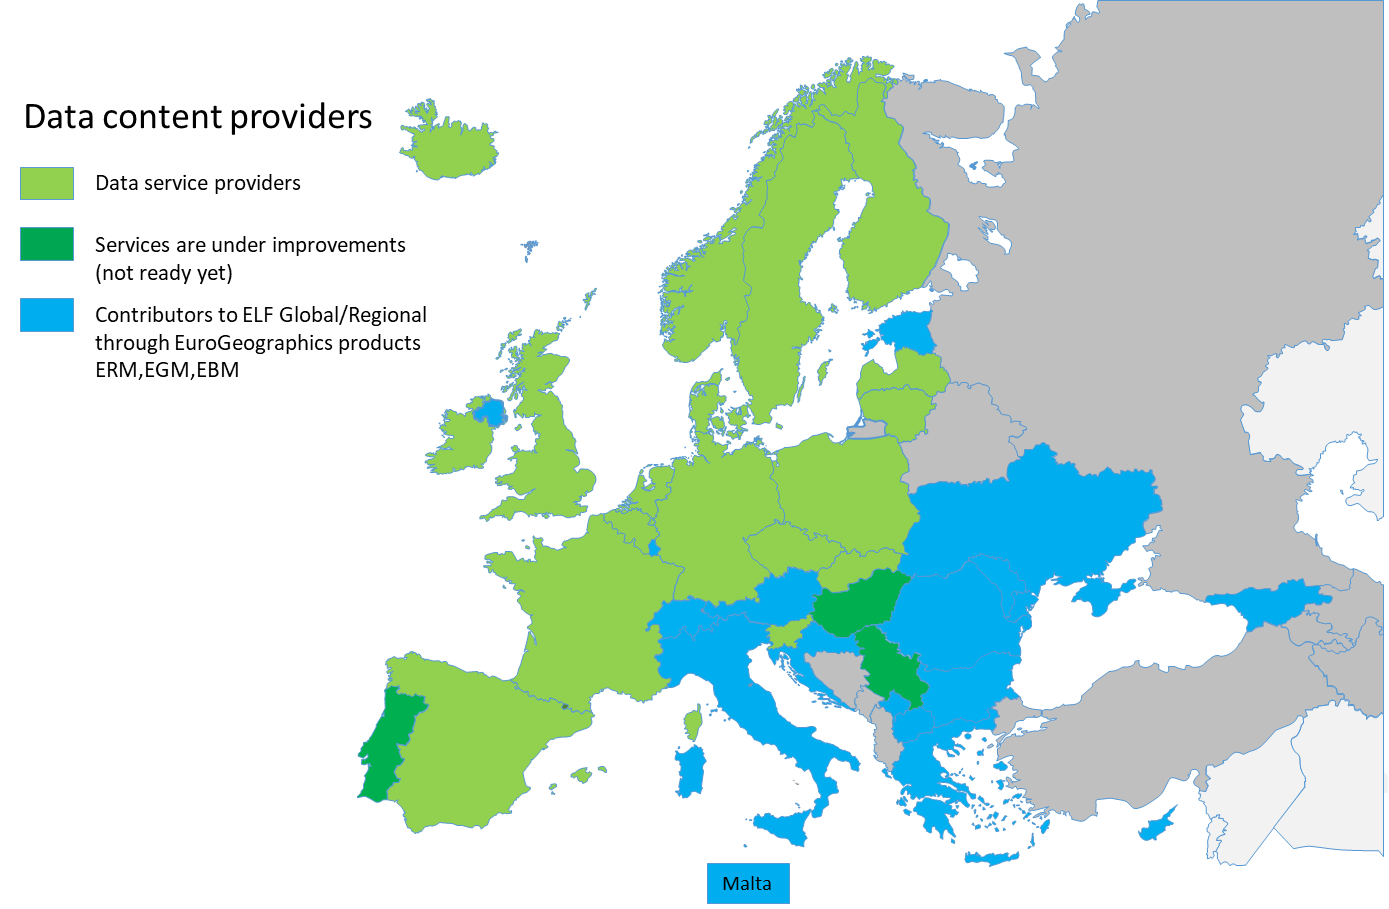 Data content providers
Data service providers
Services are under improvements
(not ready yet)
Contributors to ELF Global/Regional
through EuroGeographics products
ERM,EGM,EBM
Malta